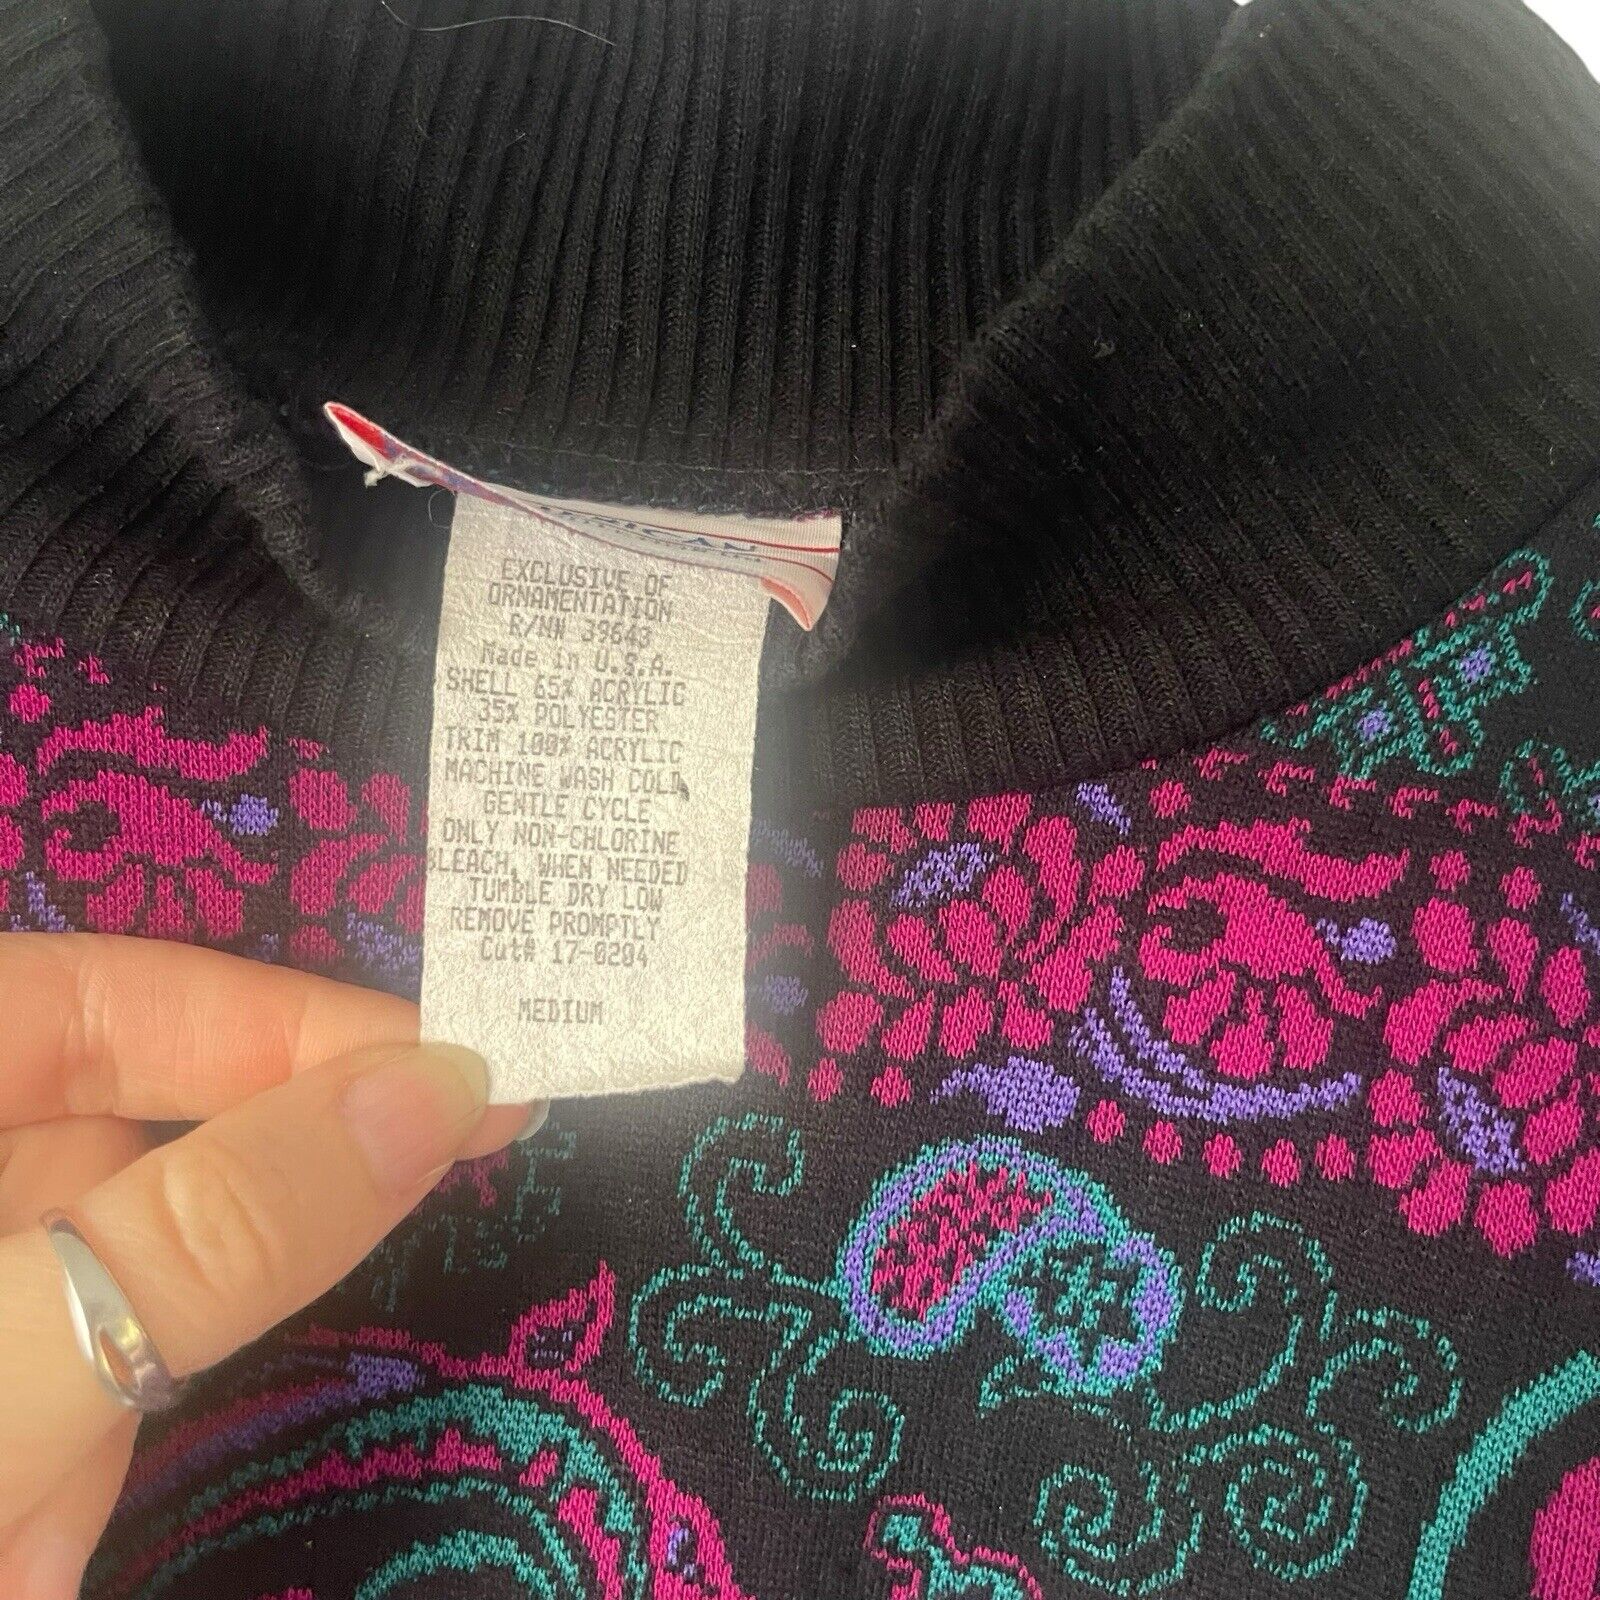 EXCLUSIVE OF
ORNAMENTATION
R/NN 39643
Made in U.S.A.
SHELL 65% ACRYLIC
35% POLYESTER
TRIM 100% ACRYLIC
MACHINE WASH COLD
GENTLE CYCLE
ONLY NON-CHLORINE
BLEACH, WHEN NEEDED
TUMBLE DRY LOW
REMOVE PROMPTLY
Cut# 17-0204
MEDIUM